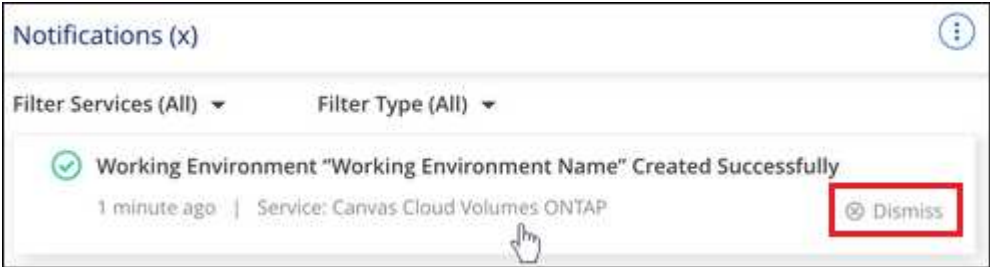 Notifications (x)
Filter Services (All) Filter Type (All)
Working Environment “Working Environment Name” Created Successfully
1 minute ago | Service: Canvas Cloud Volumes ONTAP
Dismiss